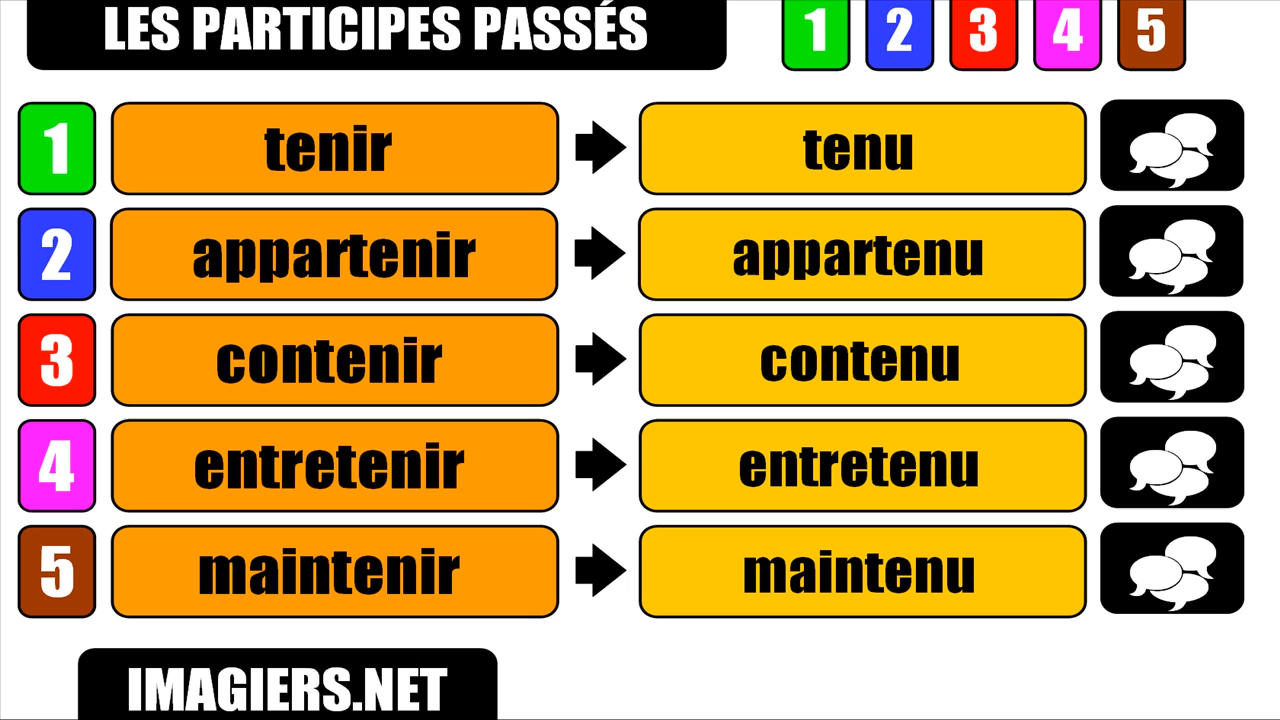 LES PARTICIPES PASSÉS 1 2 3 4 5
1 tenir tenu
2 appartenir appartenu
3 contenir contenu
4 entretenir entretenu
5 maintenir maintenu
IMAGIERS.NET